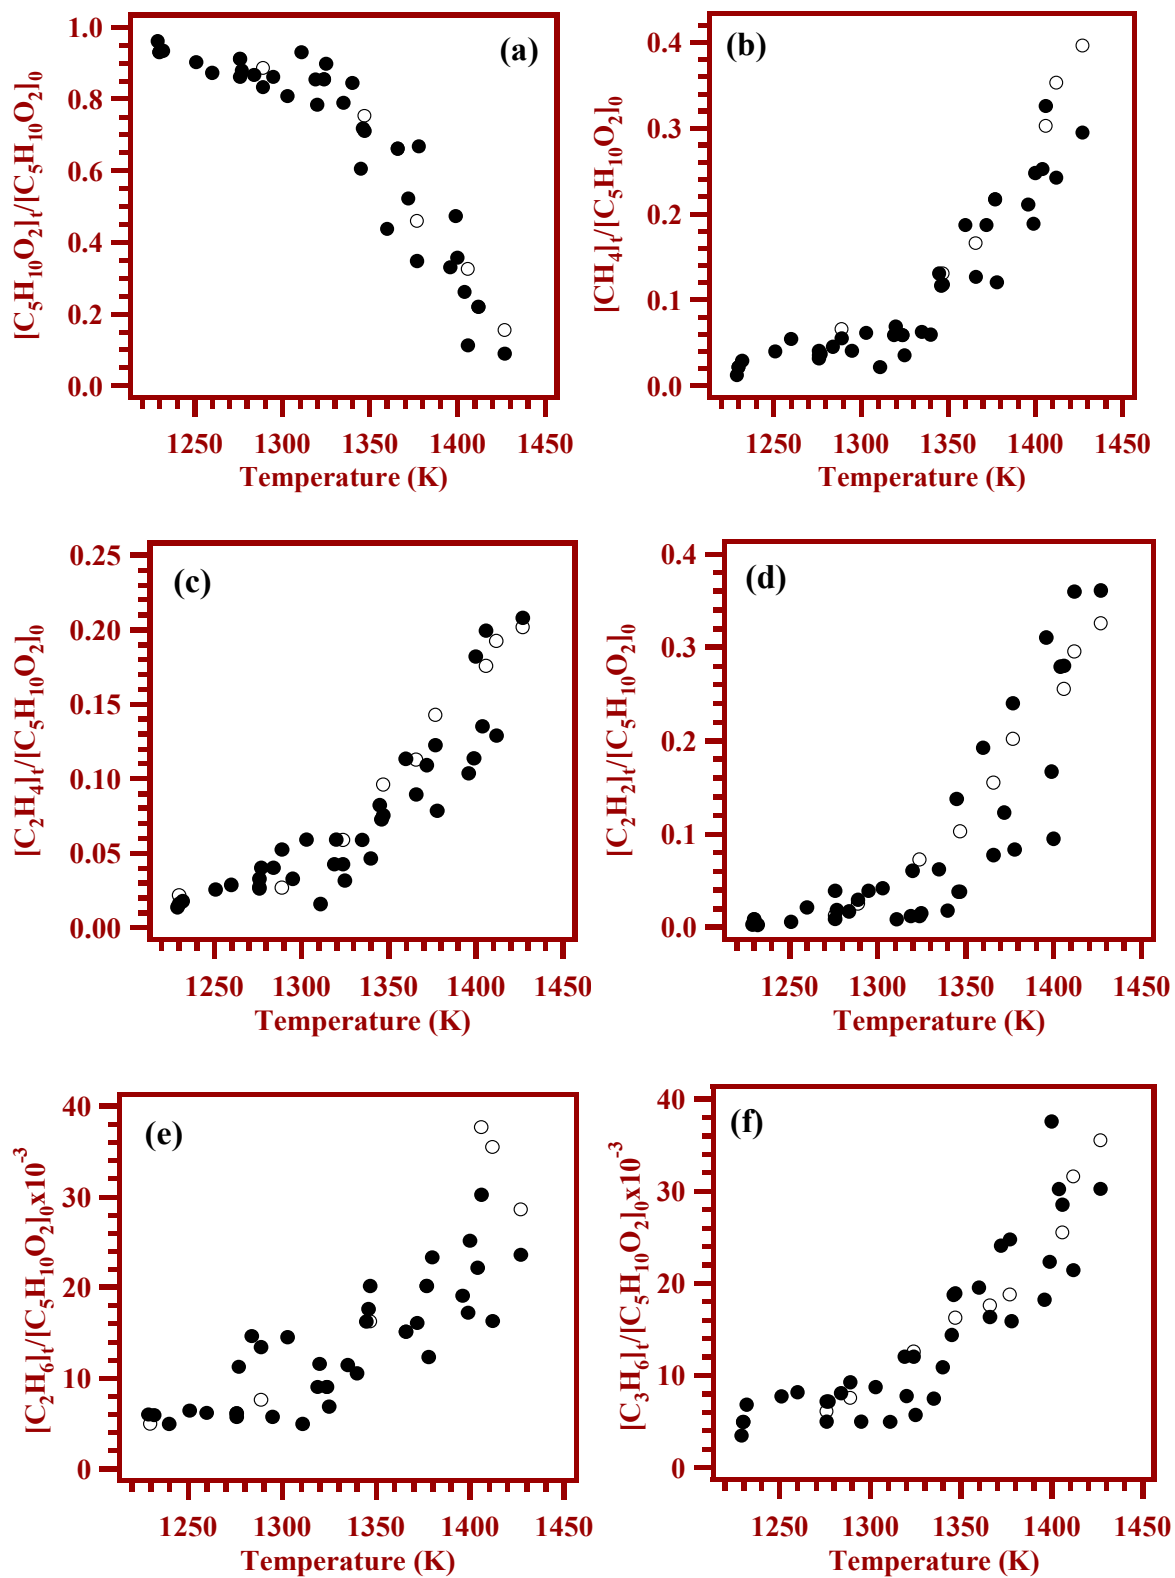 (a)
1.0
0.8
0.6
0.4
0.2
0.0
[C5H10O2]t/[C5H10O2]0
1250 1300 1350 1400 1450
Temperature (K)
(b)
0.4
0.3
0.2
0.1
0.0
[CH4]t/[C5H10O2]0
1250 1300 1350 1400 1450
Temperature (K)
(c)
0.25
0.20
0.15
0.10
0.05
0.00
[C2H4]t/[C5H10O2]0
1250 1300 1350 1400 1450
Temperature (K)
(d)
0.4
0.3
0.2
0.1
0.0
[C2H2]t/[C5H10O2]0
1250 1300 1350 1400 1450
Temperature (K)
(e)
40
30
20
10
0
[C2H6]t/[C5H10O2]0x10-3
1250 1300 1350 1400 1450
Temperature (K)
(f)
40
30
20
10
0
[C3H6]t/[C5H10O2]0x10-3
1250 1300 1350 1400 1450
Temperature (K)